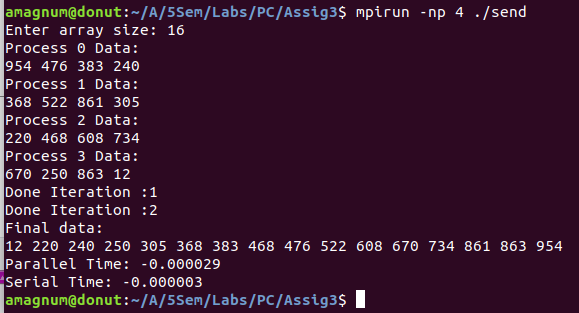 amagnum@donut:~/A/5Sem/Labs/PC/Assig3$ mpirun -np 4 ./send
Enter array size: 16
Process 0 Data:
954 476 383 240
Process 1 Data:
368 522 861 305
Process 2 Data:
220 468 608 734
Process 3 Data:
670 250 863 12
Done Iteration :1
Done Iteration :2
Final data:
12 220 240 250 305 368 383 468 476 522 608 670 734 861 863 954
Parallel Time: -0.000029
Serial Time: -0.000003
amagnum@donut:~/A/5Sem/Labs/PC/Assig3$